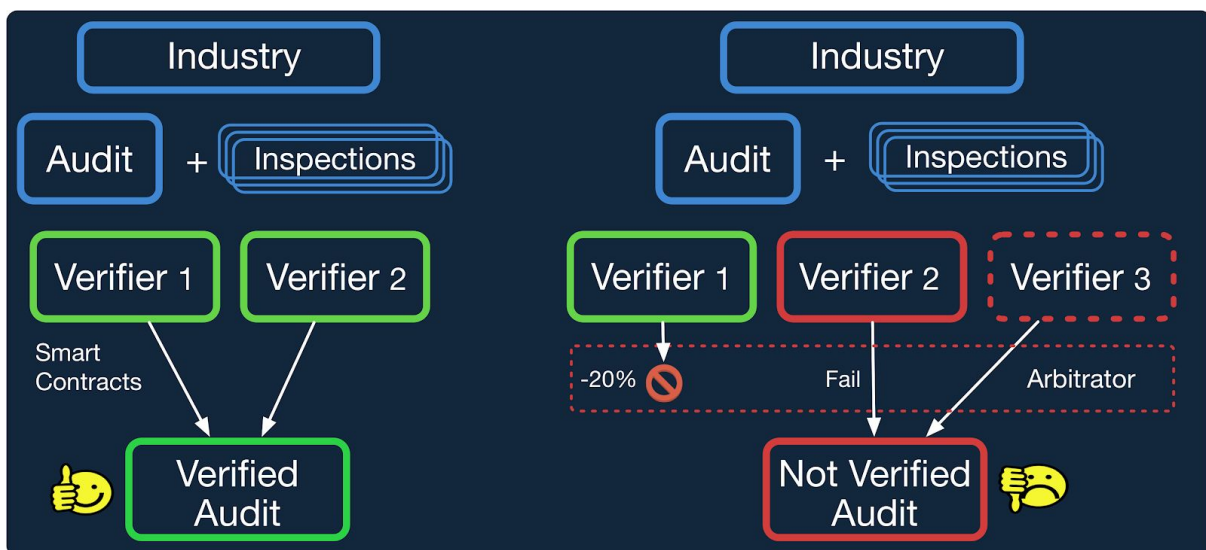 Industry
Audit + Inspections
Verifier 1
Verifier 2
Smart
Contracts
Verified
Audit
Industry
Audit + Inspections
Verifier 1
Verifier 2
Verifier 3
-20%
Fail
Arbitrator
Not Verified
Audit